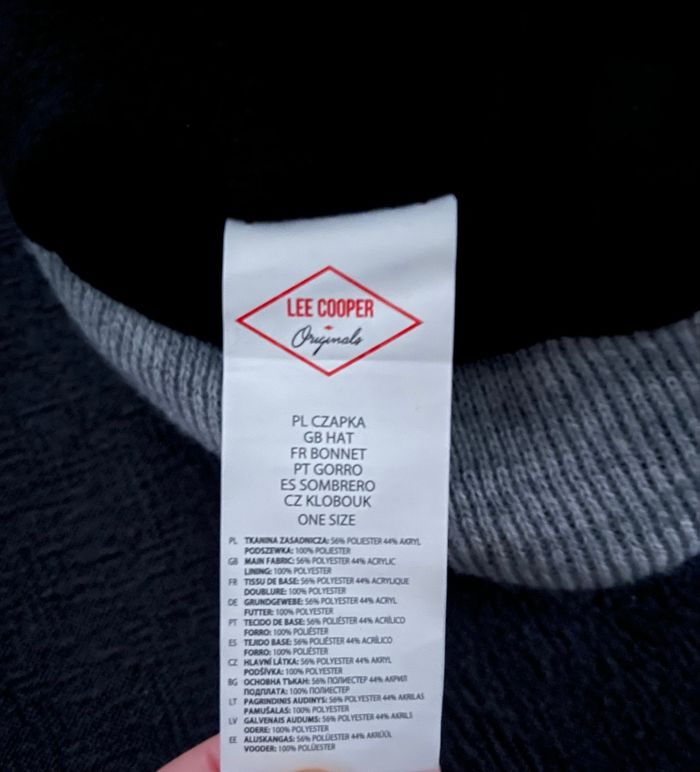 LEE COOPER
Originals
PL CZAPKA
GB HAT
FR BONNET
PT GORRO
ES SOMBRERO
CZ KLOBOUK
ONE SIZE
PL TKANINA ZASADNICZA: 56% POLIESTER 44% AKRYL
PODSZEWKA: 100% POLIESTER
GB MAIN FABRIC: 56% POLYESTER 44% ACRYLIC
LINING: 100% POLYESTER
FR TISSU DE BASE: 56% POLYESTER 44% ACRYLIQUE
DOUBLURE: 100% POLYESTER
DE GRUNDGEWEBE: 56% POLYESTER 44% ACRYL
FUTTER: 100% POLYESTER
PT TECIDO DE BASE: 56% POLIÉSTER 44% ACRÍLICO
FORRO: 100% POLIÉSTER
ES TEJIDO BASE: 56% POLIÉSTER 44% ACRÍLICO
FORRO: 100% POLIÉSTER
CZ HLAVNÍ LÁTKA: 56% POLYESTER 44% AKRYL
PODŠÍVKA: 100% POLYESTER
BG ОСНОВНА ТЪКАН: 56% ПОЛИЕСТЕР 44% АКРИЛ
ПОДПЛАТА: 100% ПОЛИЕСТЕР
LT PAGRINDINIS AUDINYS: 56% POLYESTER 44% AKRILAS
PAMUŠALAS: 100% POLYESTER
LV GALVENAIS AUDUMS: 56% POLYESTER 44% AKRILS
ODERE: 100% POLYESTER
EE ALUSKANGAS: 56% POLÜESTER 44% AKRÜÜL
VOODER: 100% POLÜESTER